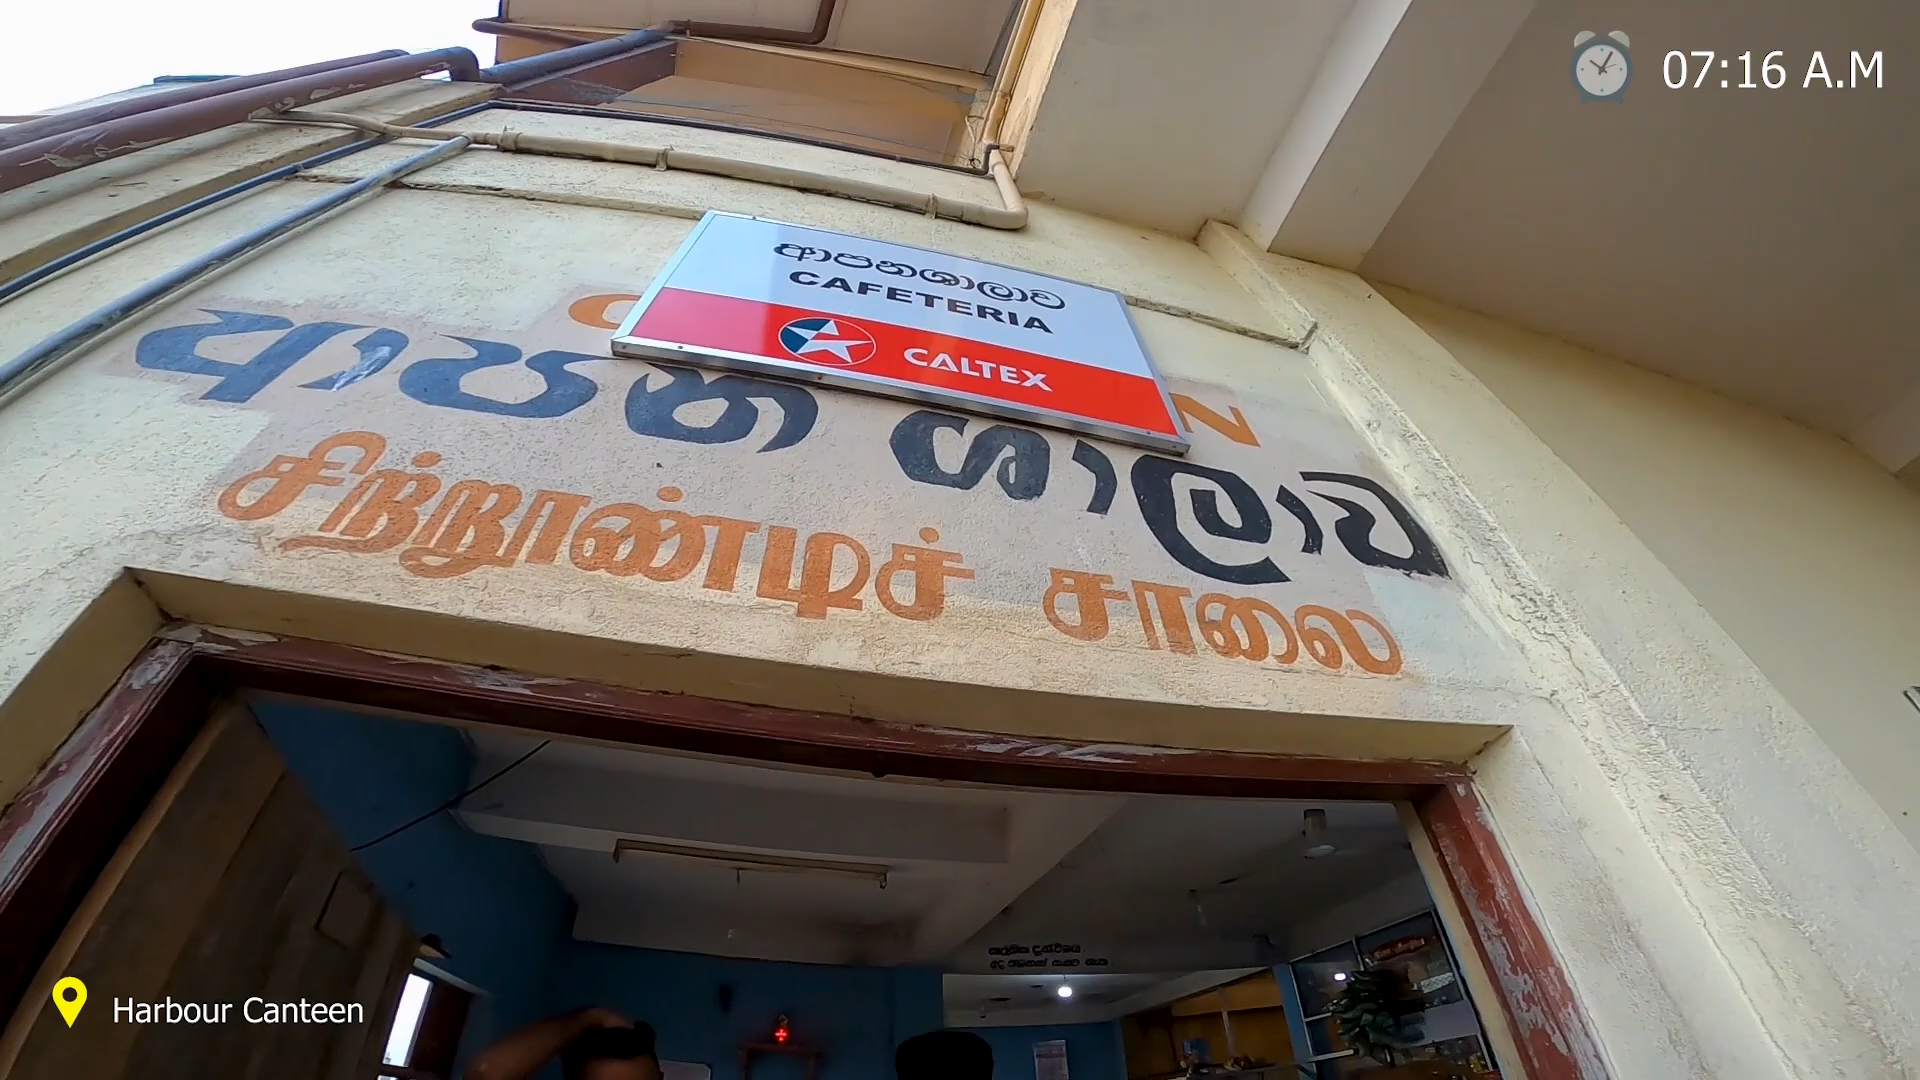 07:16 A.M
ආපනශාලාව
CAFETERIA
CALTEX
ආපන ශාලාව
சிற்றூண்டிச் சாலை
Harbour Canteen